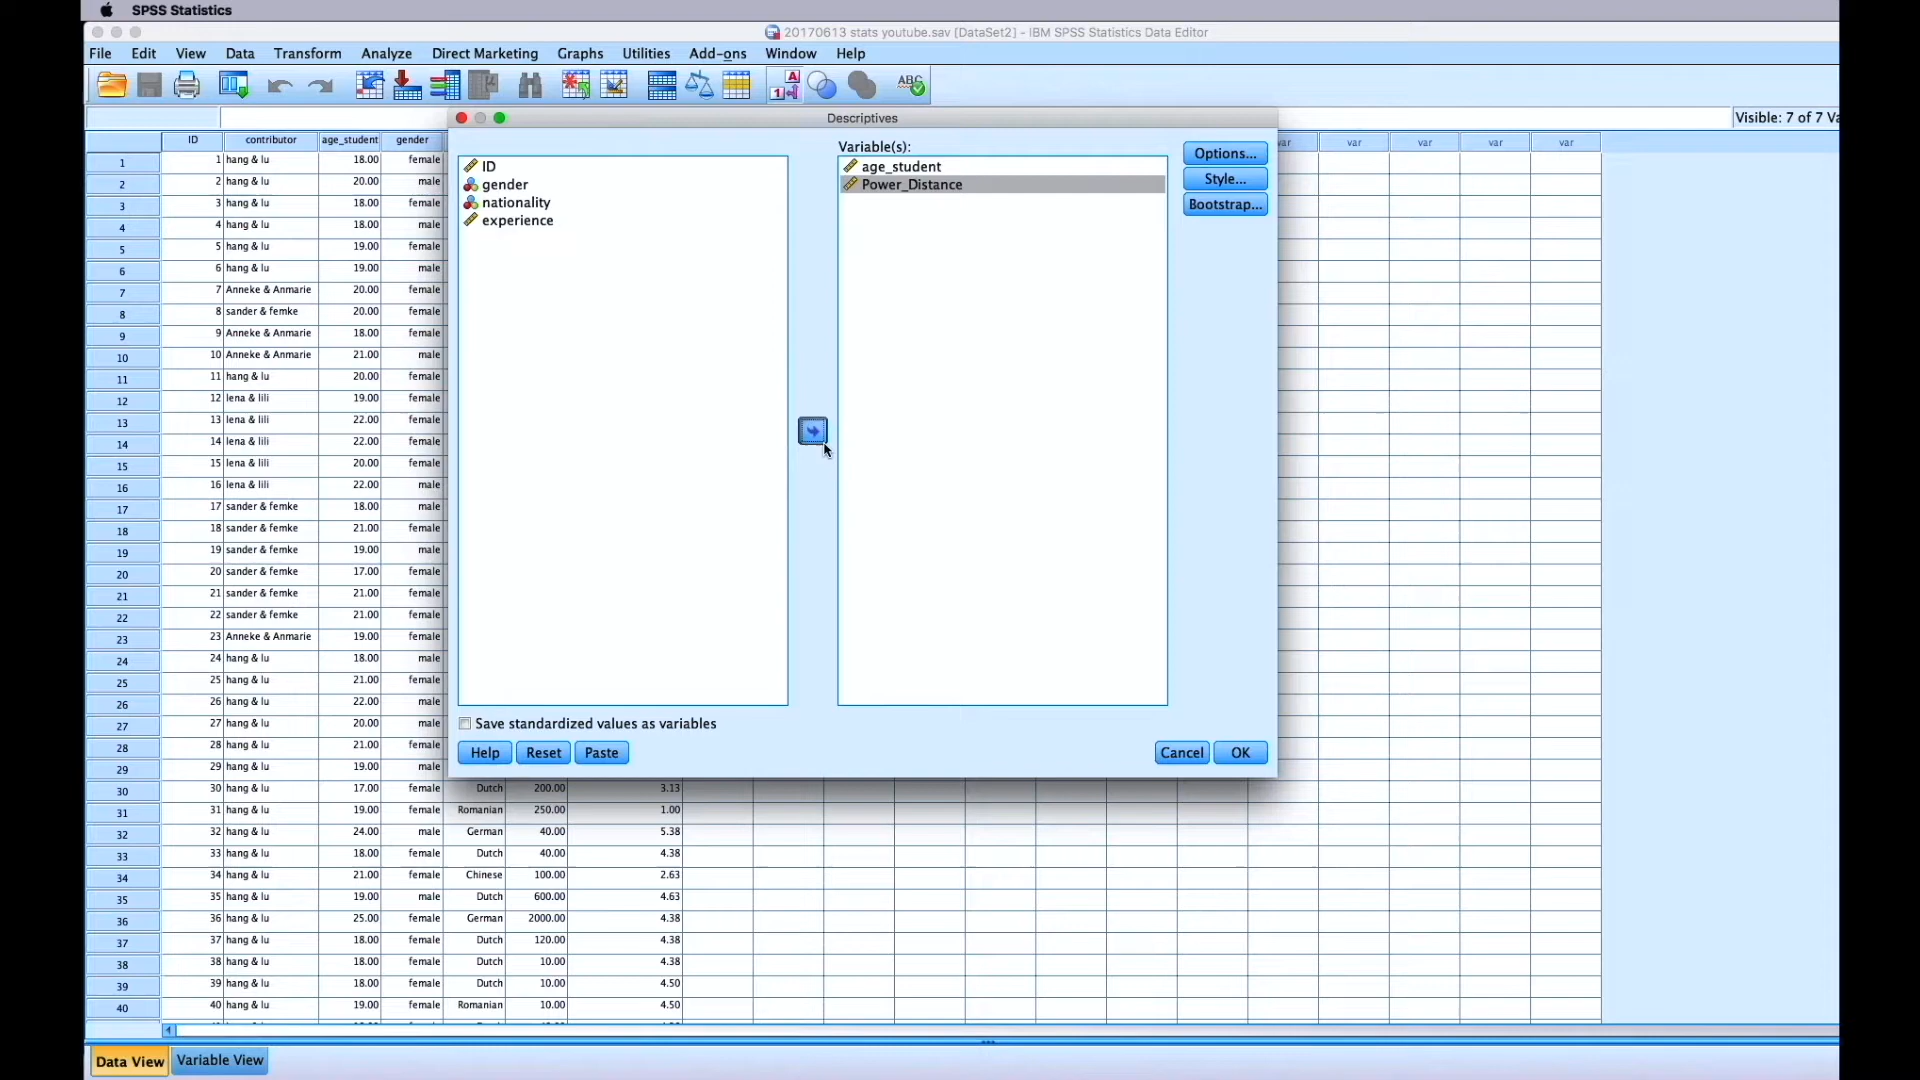 SPSS Statistics
20170613 stats youtube.sav [DataSet2] - IBM SPSS Statistics Data Editor
File Edit View Data Transform Analyze Direct Marketing Graphs Utilities Add-ons Window Help
A
1
ABC
Descriptives
Visible: 7 of 7 Va
ID contributor age_student gender var var var var var
Variable(s):
ID
gender
nationality
experience
age_student
Power_Distance
Options...
Style...
Bootstrap...
1 1 hang & lu 18.00 female
2 2 hang & lu 20.00 male
3 3 hang & lu 18.00 female
4 4 hang & lu 18.00 male
5 5 hang & lu 19.00 female
6 6 hang & lu 19.00 male
7 7 Anneke & Anmarie 20.00 female
8 8 sander & femke 20.00 female
9 9 Anneke & Anmarie 18.00 female
10 10 Anneke & Anmarie 21.00 male
11 11 hang & lu 20.00 female
12 12 lena & lili 19.00 female
13 13 lena & lili 22.00 female
14 14 lena & lili 22.00 female
15 15 lena & lili 20.00 female
16 16 lena & lili 22.00 male
17 17 sander & femke 18.00 male
18 18 sander & femke 21.00 female
19 19 sander & femke 19.00 male
20 20 sander & femke 17.00 female
21 21 sander & femke 21.00 female
22 22 sander & femke 21.00 female
23 23 Anneke & Anmarie 19.00 female
24 24 hang & lu 18.00 male
25 25 hang & lu 21.00 female
26 26 hang & lu 22.00 male
27 27 hang & lu 20.00 male
28 28 hang & lu 21.00 female
29 29 hang & lu 19.00 male
Save standardized values as variables
Help Reset Paste Cancel OK
30 30 hang & lu 17.00 female Dutch 200.00 3.13
31 31 hang & lu 19.00 female Romanian 250.00 1.00
32 32 hang & lu 24.00 male German 40.00 5.38
33 33 hang & lu 18.00 female Dutch 40.00 4.38
34 34 hang & lu 21.00 female Chinese 100.00 2.63
35 35 hang & lu 19.00 male Dutch 600.00 4.63
36 36 hang & lu 25.00 female German 2000.00 4.38
37 37 hang & lu 18.00 female Dutch 120.00 4.38
38 38 hang & lu 18.00 female Dutch 10.00 4.38
39 39 hang & lu 18.00 female Dutch 10.00 4.50
40 40 hang & lu 19.00 female Romanian 10.00 4.50
Data View Variable View